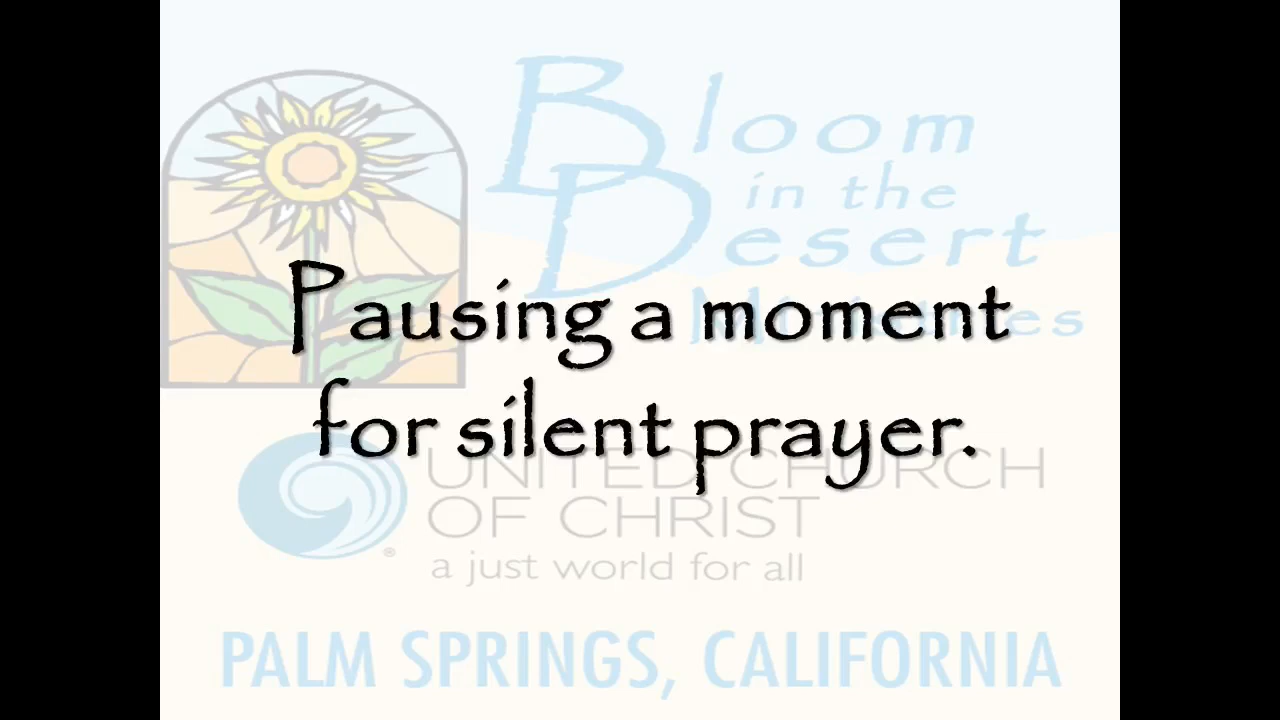 Bloom
in the
Desert
Pausing a moment
for silent prayer.
UNITED CHURCH
OF CHRIST
®
a just world for all
PALM SPRINGS, CALIFORNIA